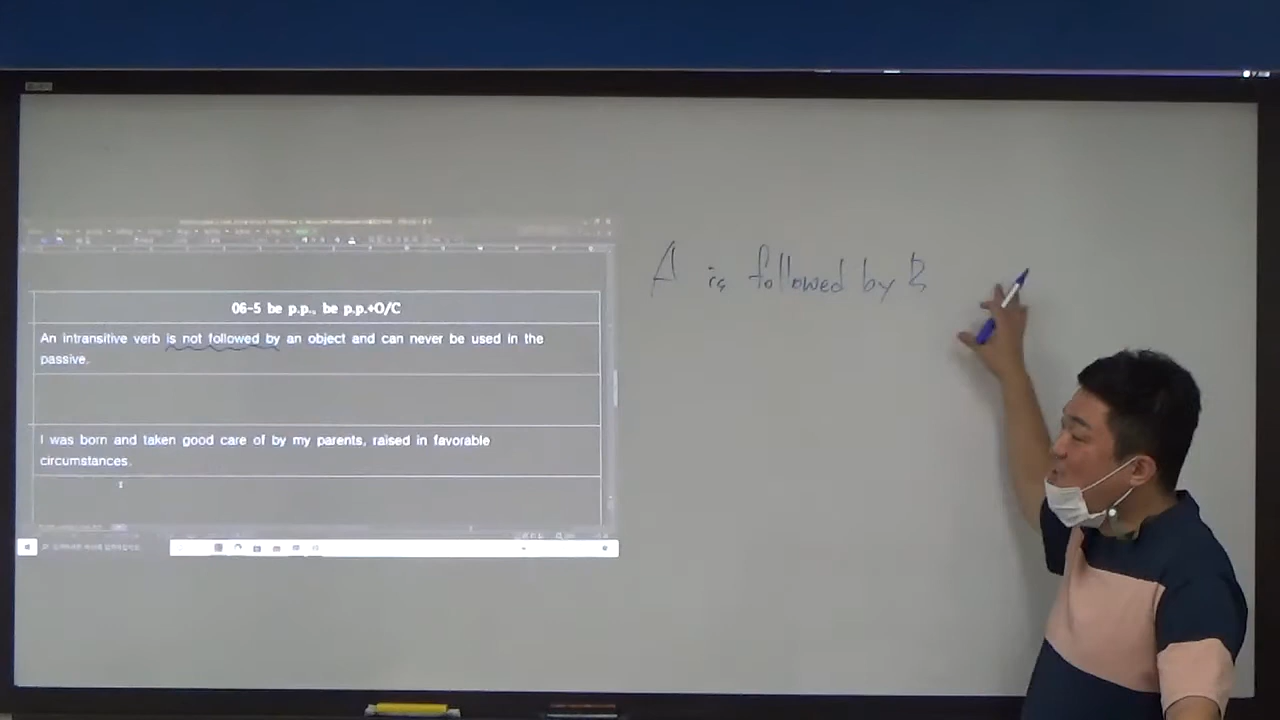 06-5 be p.p., be p.p.+O/C
An intransitive verb is not followed by an object and can never be used in the
passive.
I was born and taken good care of by my parents, raised in favorable
circumstances.
A is followed by B